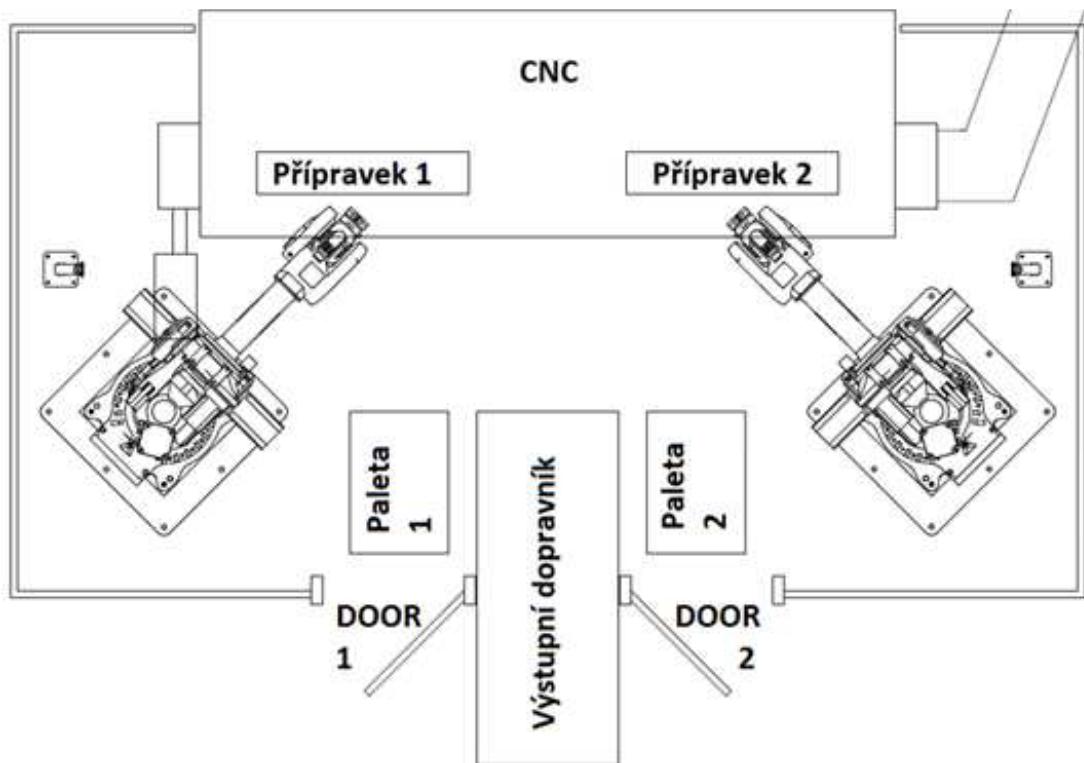 CNC
Přípravek 1
Přípravek 2
Paleta
1
Výstupní dopravník
Paleta
2
DOOR
1
DOOR
2